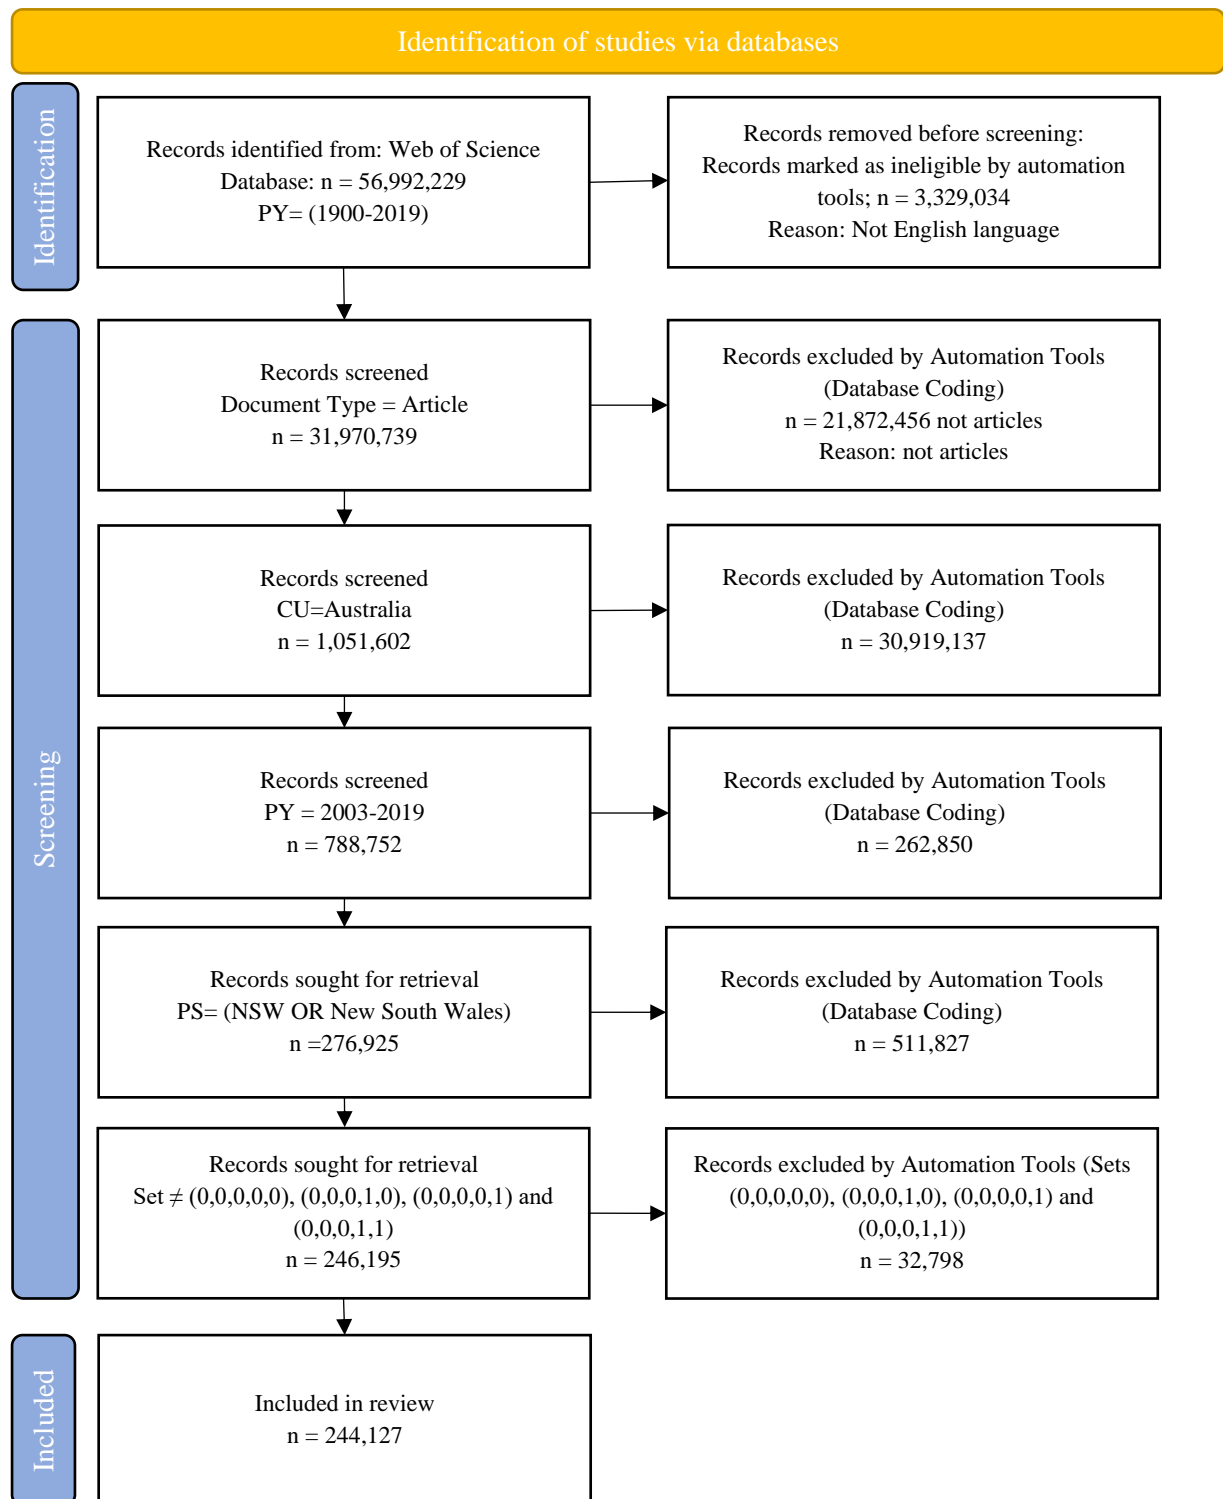 Identification of studies via databases
Identification
Records identified from: Web of Science
Database: n = 56,992,229
PY= (1900-2019)
Records removed before screening:
Records marked as ineligible by automation
tools; n = 3,329,034
Reason: Not English language
Screening
Records screened
Document Type = Article
n = 31,970,739
Records excluded by Automation Tools
(Database Coding)
n = 21,872,456 not articles
Reason: not articles
Records screened
CU=Australia
n = 1,051,602
Records excluded by Automation Tools
(Database Coding)
n = 30,919,137
Records screened
PY = 2003-2019
n = 788,752
Records excluded by Automation Tools
(Database Coding)
n = 262,850
Records sought for retrieval
PS= (NSW OR New South Wales)
n =276,925
Records excluded by Automation Tools
(Database Coding)
n = 511,827
Records sought for retrieval
Set ≠ (0,0,0,0,0), (0,0,0,1,0), (0,0,0,0,1) and
(0,0,0,1,1)
n = 246,195
Records excluded by Automation Tools (Sets
(0,0,0,0,0), (0,0,0,1,0), (0,0,0,0,1) and
(0,0,0,1,1))
n = 32,798
Included
Included in review
n = 244,127